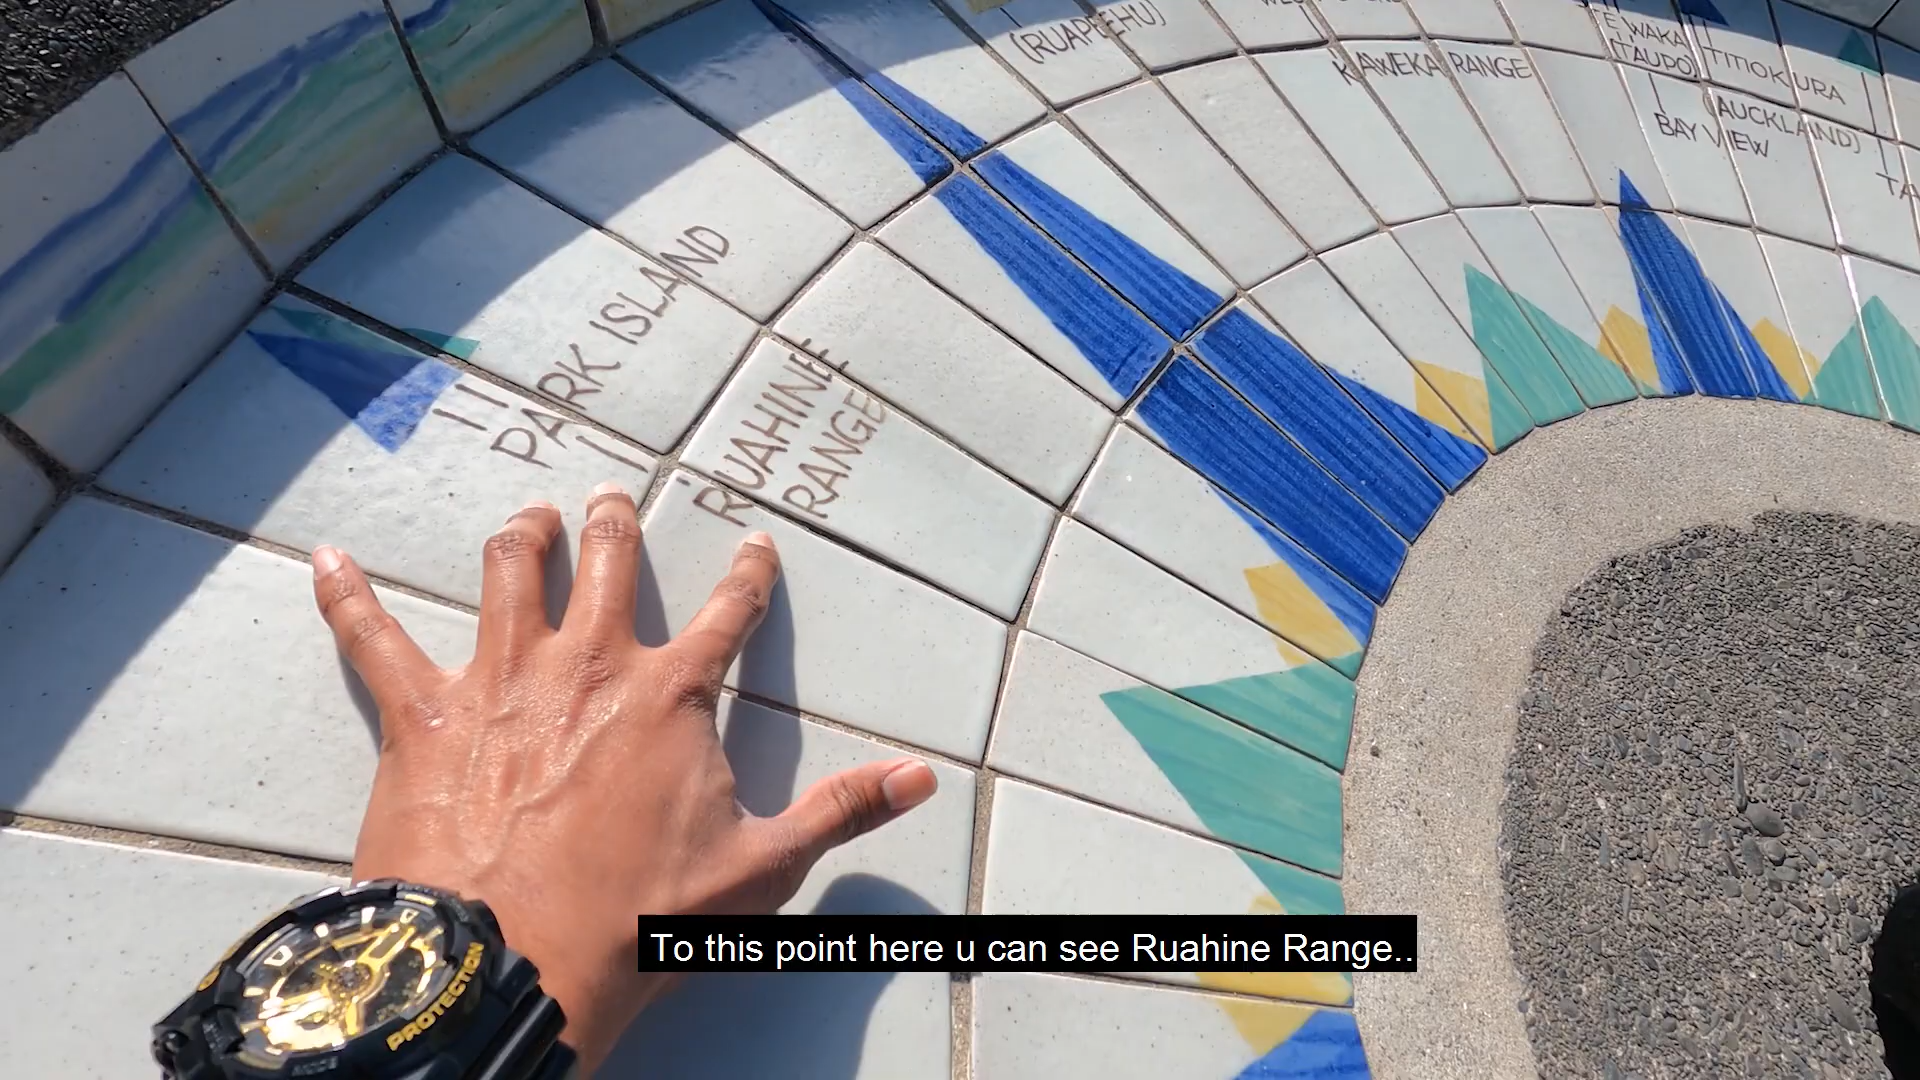 (RUAPEHU)
KAWEKA RANGE
WAKA
(TAUPO)
TITIOKURA
(AUCKLAND)
BAY VIEW
TA
PARK ISLAND
RUAHINE
RANGE
PROTECTION
To this point here u can see Ruahine Range..